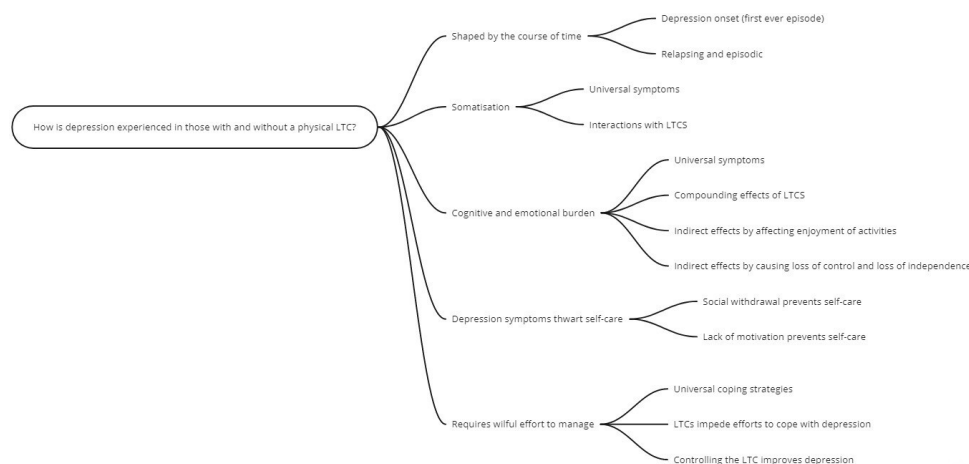 How is depression experienced in those with and without a physical LTC?
Shaped by the course of time
Depression onset (first ever episode)
Relapsing and episodic
Somatisation
Universal symptoms
Interactions with LTCS
Cognitive and emotional burden
Universal symptoms
Compounding effects of LTCS
Indirect effects by affecting enjoyment of activities
Indirect effects by causing loss of control and loss of independence
Depression symptoms thwart self-care
Social withdrawal prevents self-care
Lack of motivation prevents self-care
Requires wilful effort to manage
Universal coping strategies
LTCs impede efforts to cope with depression
Controlling the LTC improves depression